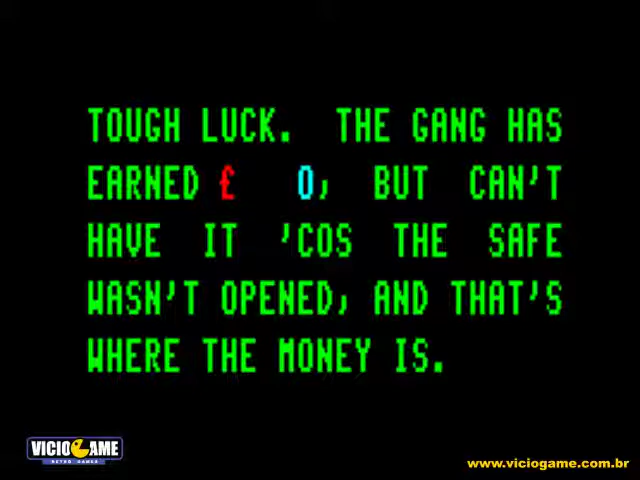 TOUGH LUCK. THE GANG HAS
EARNED £ 0, BUT CAN'T
HAVE IT 'COS THE SAFE
WASN'T OPENED, AND THAT'S
WHERE THE MONEY IS.
VICIOGAME
RETRO GAMES
www.viciogame.com.br